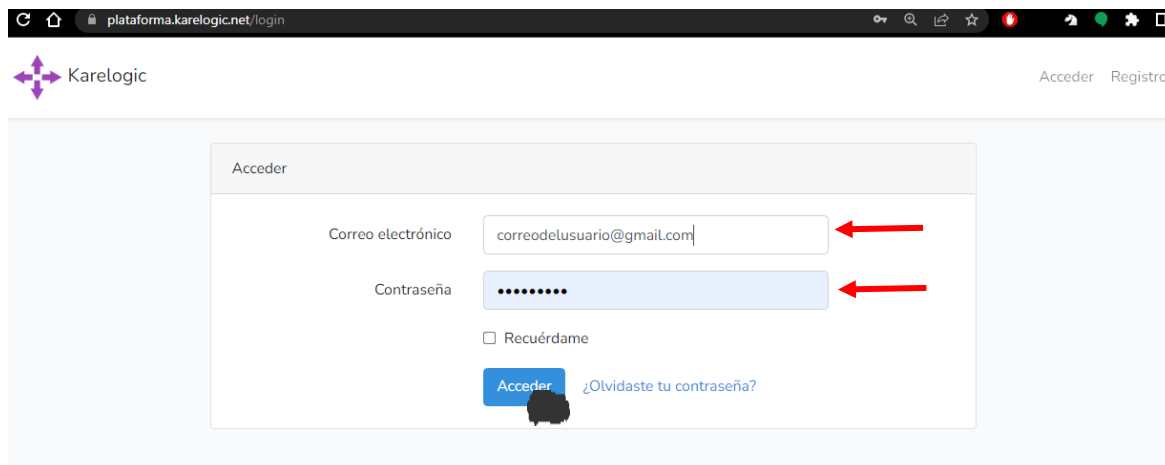 plataforma.karelogic.net/login
Karelogic
Acceder Registro
Acceder
Correo electrónico correodelusuario@gmail.com
Contraseña •••••••••
Recuérdame
Acceder ¿Olvidaste tu contraseña?